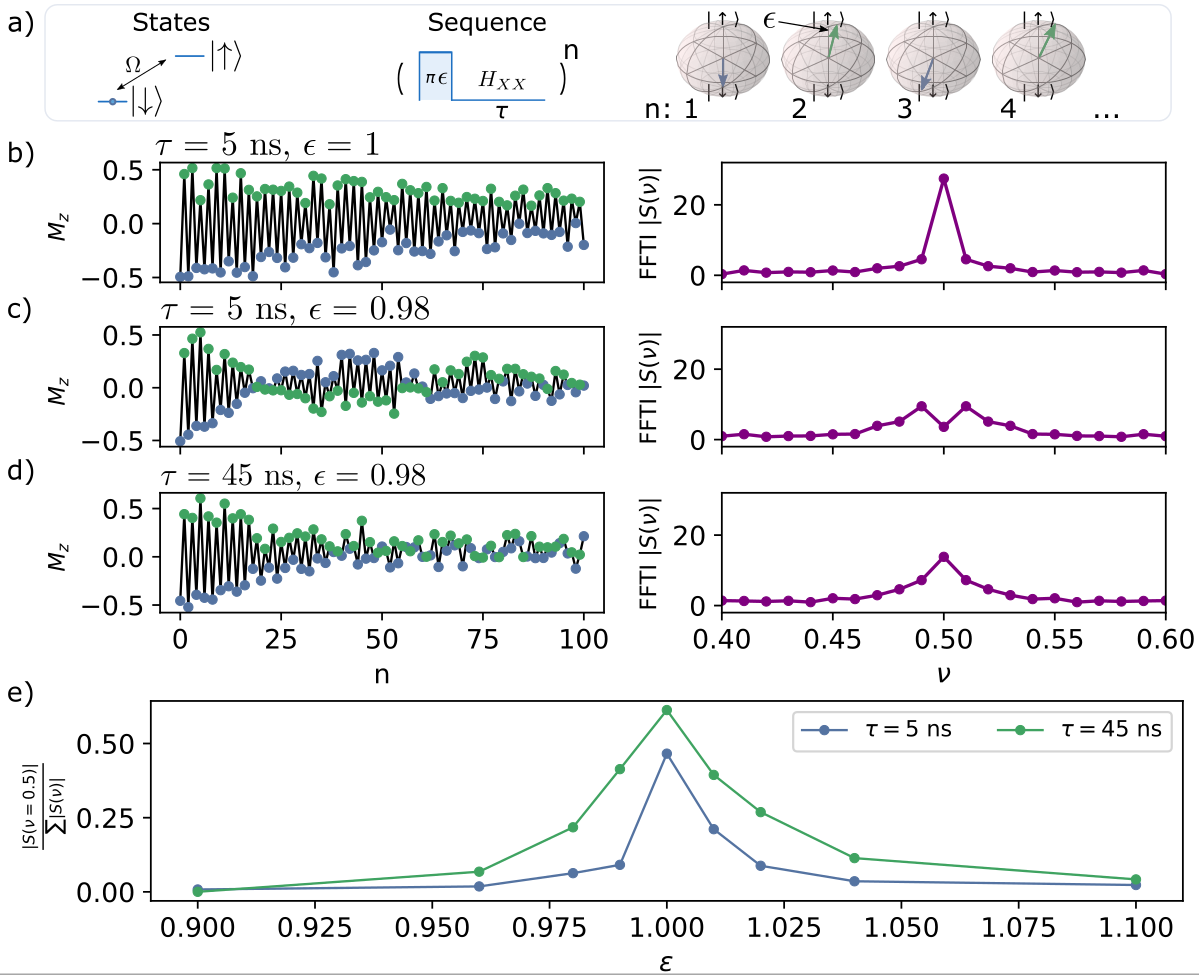 a)
States
Sequence
Ω
|↑⟩
|↓⟩
( πϵ H_XX )^n
τ
ϵ
|↑⟩ |↑⟩ |↑⟩ |↑⟩
|↓⟩ |↓⟩ |↓⟩ |↓⟩
n: 1 2 3 4 ...
b)
τ = 5 ns, ϵ = 1
M_z
0.5
0.0
−0.5
FFTI |S(ν)|
20
0
c)
τ = 5 ns, ϵ = 0.98
M_z
0.5
0.0
−0.5
FFTI |S(ν)|
20
0
d)
τ = 45 ns, ϵ = 0.98
M_z
0.5
0.0
−0.5
0 25 50 75 100
n
FFTI |S(ν)|
20
0
0.40 0.45 0.50 0.55 0.60
ν
e)
|S(ν = 0.5)|
∑|S(ν)|
0.50
0.25
0.00
τ = 5 ns τ = 45 ns
0.900 0.925 0.950 0.975 1.000 1.025 1.050 1.075 1.100
ε